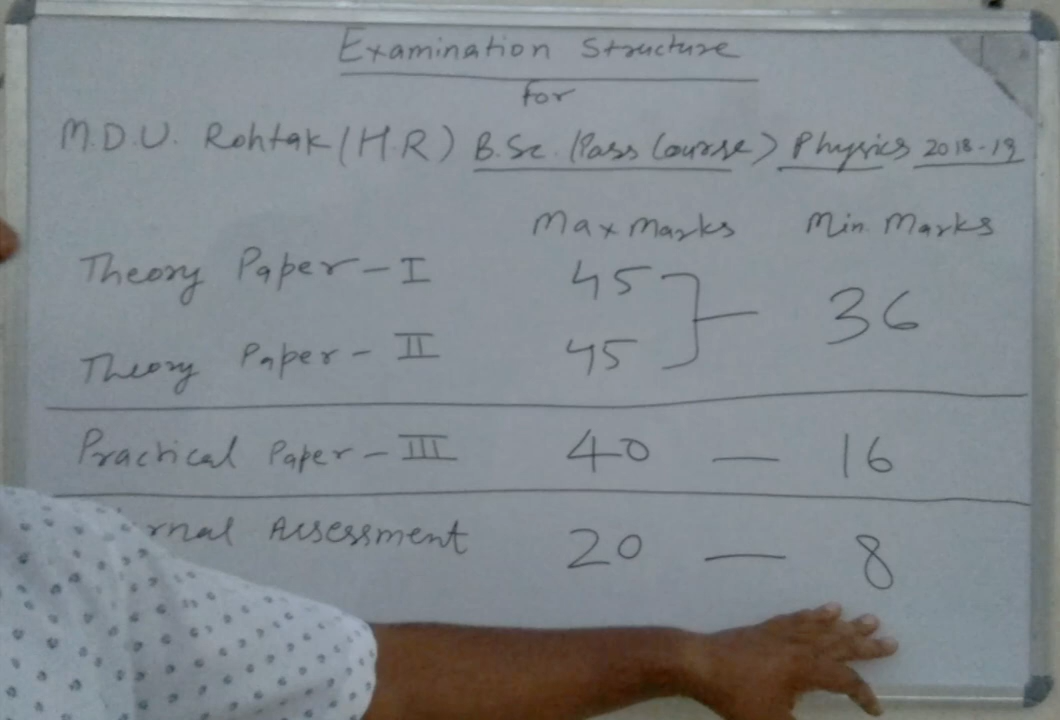 Examination Structure
for
M.D.U. Rohtak (H.R) B.Sc. (Pass Course) Physics 2018-19
Max Marks Min. Marks
Theory Paper - I 45
36
Theory Paper - II 45
Practical Paper - III 40 — 16
rnal Assessment 20 — 8